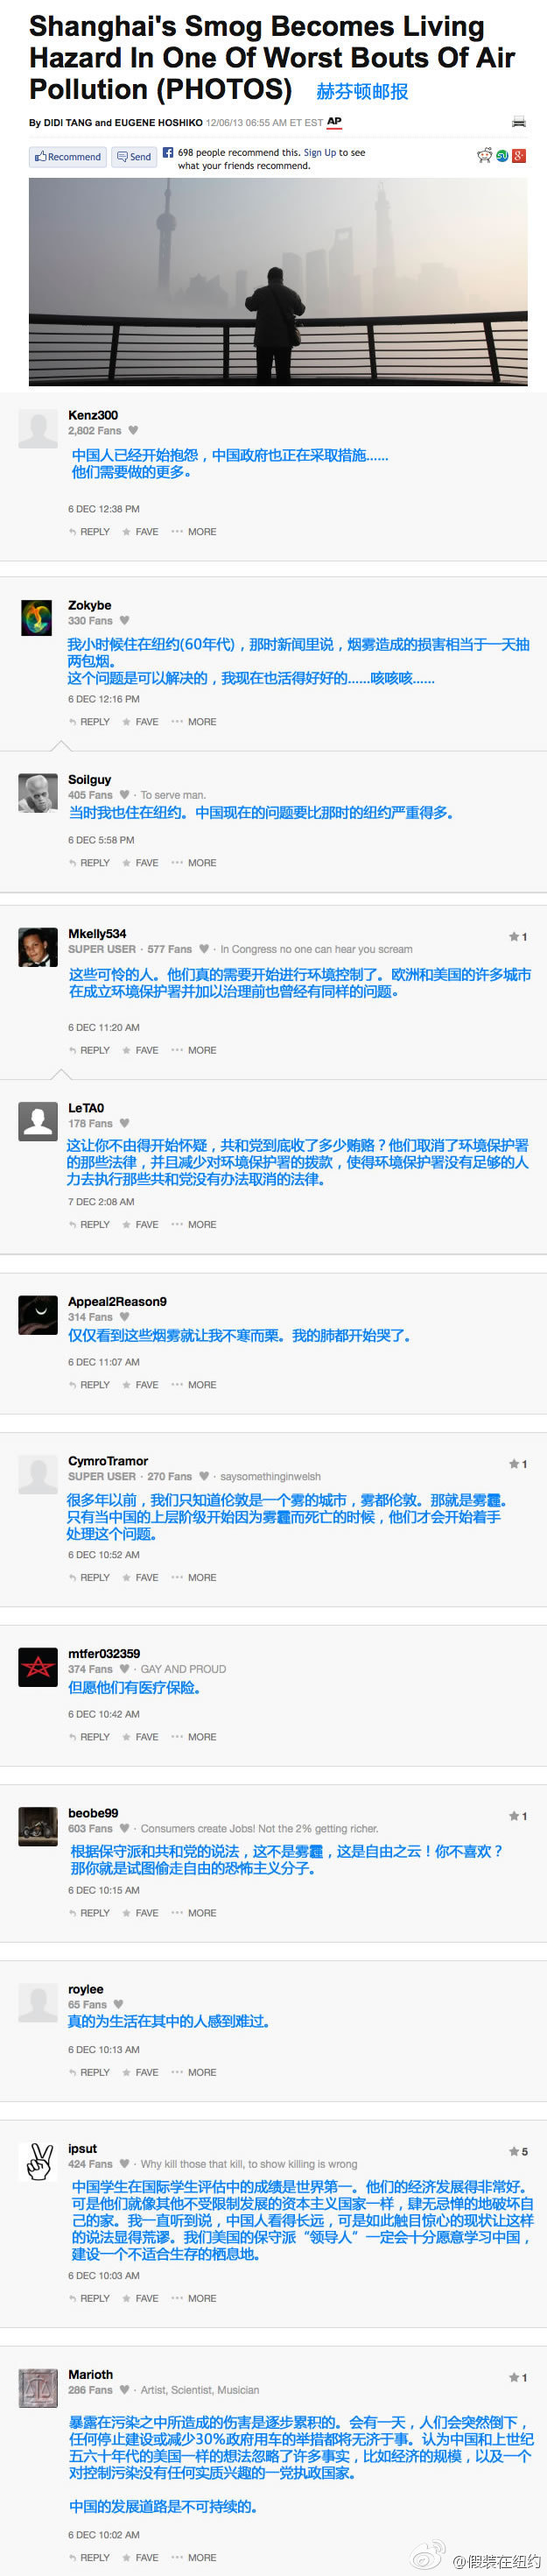 Shanghai's Smog Becomes Living
Hazard In One Of Worst Bouts Of Air
Pollution (PHOTOS) 赫芬顿邮报
By DIDI TANG and EUGENE HOSHIKO 12/06/13 06:55 AM ET EST AP
Recommend Send 698 people recommend this. Sign Up to see
what your friends recommend.
Kenz300
2,802 Fans
中国人已经开始抱怨，中国政府也正在采取措施......
他们需要做的更多。
6 DEC 12:38 PM
REPLY FAVE MORE
Zokybe
330 Fans
我小时候住在纽约(60年代)，那时新闻里说，烟雾造成的损害相当于一天抽
两包烟。
这个问题是可以解决的，我现在也活得好好的......咳咳咳......
6 DEC 12:16 PM
REPLY FAVE MORE
Soilguy
405 Fans · To serve man.
当时我也住在纽约。中国现在的问题要比那时的纽约严重得多。
6 DEC 5:58 PM
REPLY FAVE MORE
Mkelly534 1
SUPER USER · 577 Fans · In Congress no one can hear you scream
这些可怜的人。他们真的需要开始进行环境控制了。欧洲和美国的许多城市
在成立环境保护署并加以治理前也曾经有同样的问题。
6 DEC 11:20 AM
REPLY FAVE MORE
LeTA0
178 Fans
这让你不由得开始怀疑，共和党到底收了多少贿赂？他们取消了环境保护署
的那些法律，并且减少对环境保护署的拨款，使得环境保护署没有足够的人
力去执行那些共和党没有办法取消的法律。
7 DEC 2:08 AM
REPLY FAVE MORE
Appeal2Reason9
314 Fans
仅仅看到这些烟雾就让我不寒而栗。我的肺都开始哭了。
6 DEC 11:07 AM
REPLY FAVE MORE
CymroTramor 1
SUPER USER · 270 Fans · saysomethinginwelsh
很多年以前，我们只知道伦敦是一个雾的城市，雾都伦敦。那就是雾霾。
只有当中国的上层阶级开始因为雾霾而死亡的时候，他们才会开始着手
处理这个问题。
6 DEC 10:52 AM
REPLY FAVE MORE
mtfer032359
374 Fans · GAY AND PROUD
但愿他们有医疗保险。
6 DEC 10:42 AM
REPLY FAVE MORE
beobe99 1
603 Fans · Consumers create Jobs! Not the 2% getting richer.
根据保守派和共和党的说法，这不是雾霾，这是自由之云！你不喜欢？
那你就是试图偷走自由的恐怖主义分子。
6 DEC 10:15 AM
REPLY FAVE MORE
roylee
65 Fans
真的为生活在其中的人感到难过。
6 DEC 10:13 AM
REPLY FAVE MORE
ipsut 5
424 Fans · Why kill those that kill, to show killing is wrong
中国学生在国际学生评估中的成绩是世界第一。他们的经济发展得非常好。
可是他们就像其他不受限制发展的资本主义国家一样，肆无忌惮的地破坏自
己的家。我一直听到说，中国人看得长远，可是如此触目惊心的现状让这样
的说法显得荒谬。我们美国的保守派“领导人”一定会十分愿意学习中国，
建设一个不适合生存的栖息地。
6 DEC 10:03 AM
REPLY FAVE MORE
Marioth 1
286 Fans · Artist, Scientist, Musician
暴露在污染之中所造成的伤害是逐步累积的。会有一天，人们会突然倒下，
任何停止建设或减少30%政府用车的举措都将无济于事。认为中国和上世纪
五六十年代的美国一样的想法忽略了许多事实，比如经济的规模，以及一个
对控制污染没有任何实质兴趣的一党执政国家。
中国的发展道路是不可持续的。
6 DEC 10:02 AM
REPLY FAVE MORE
@假装在纽约